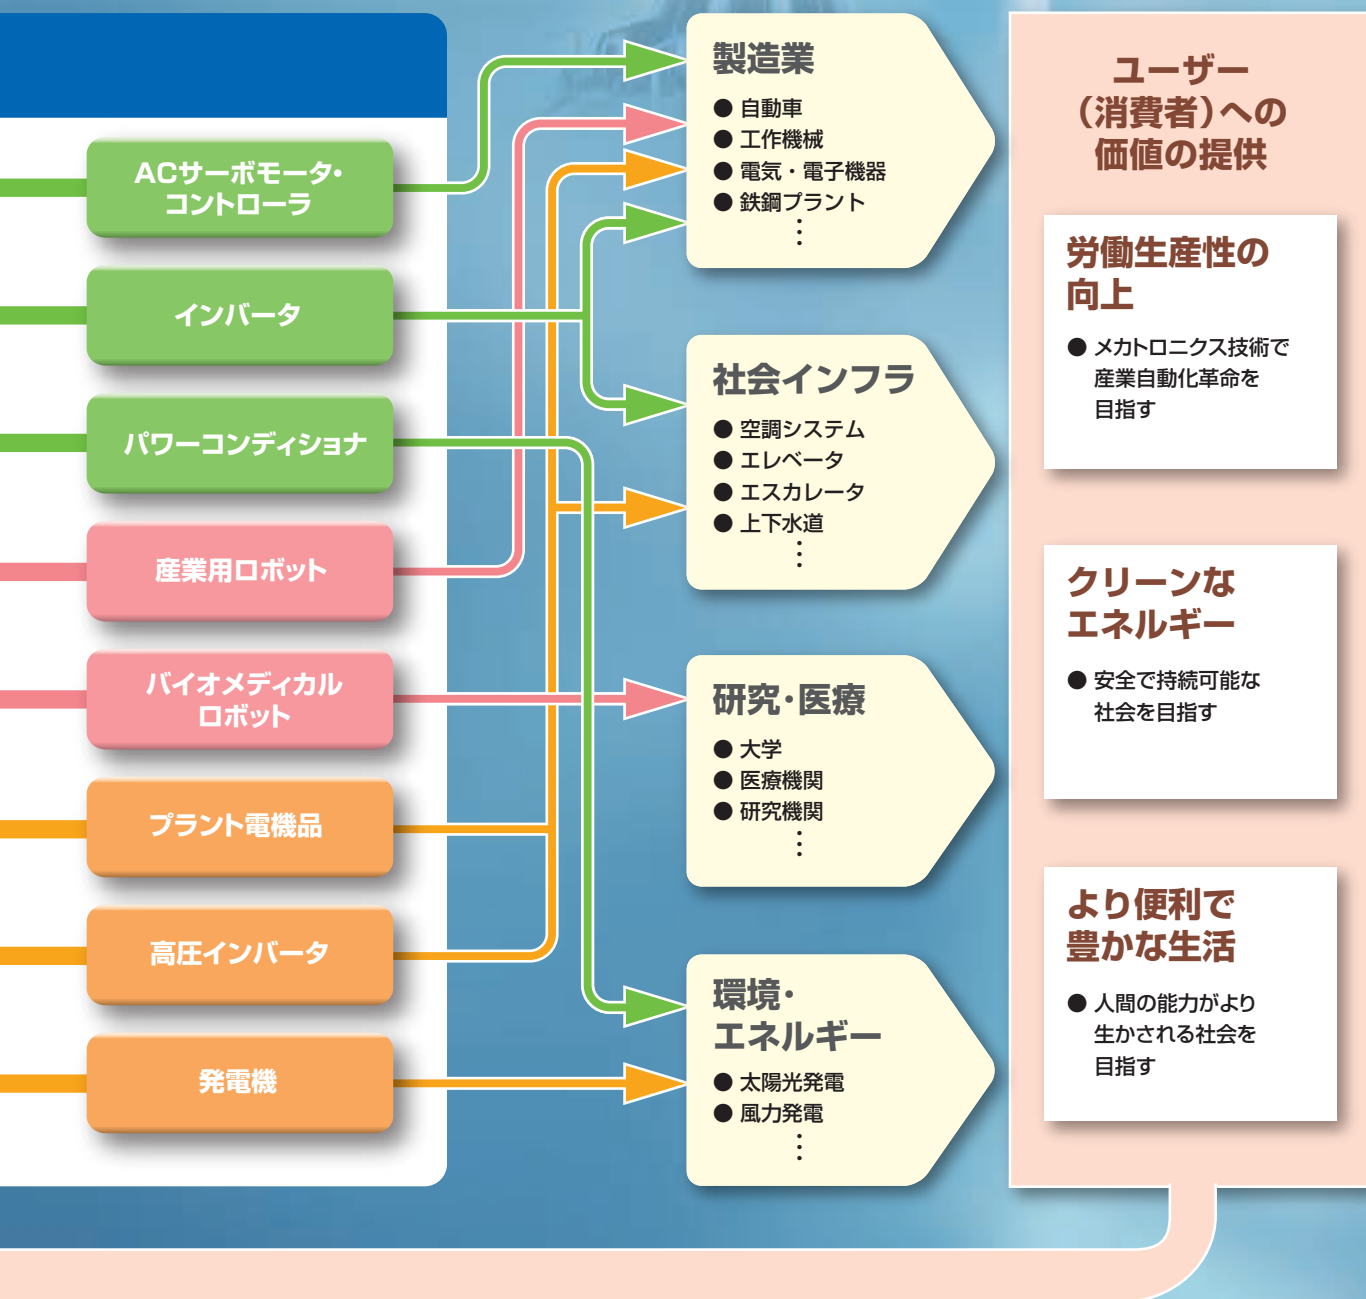 ACサーボモータ・
コントローラ
インバータ
パワーコンディショナ
産業用ロボット
バイオメディカル
ロボット
プラント電機品
高圧インバータ
発電機
製造業
● 自動車
● 工作機械
● 電気・電子機器
● 鉄鋼プラント
⋮
社会インフラ
● 空調システム
● エレベータ
● エスカレータ
● 上下水道
⋮
研究・医療
● 大学
● 医療機関
● 研究機関
⋮
環境・
エネルギー
● 太陽光発電
● 風力発電
⋮
ユーザー
（消費者）への
価値の提供
労働生産性の
向上
● メカトロニクス技術で
産業自動化革命を
目指す
クリーンな
エネルギー
● 安全で持続可能な
社会を目指す
より便利で
豊かな生活
● 人間の能力がより
生かされる社会を
目指す